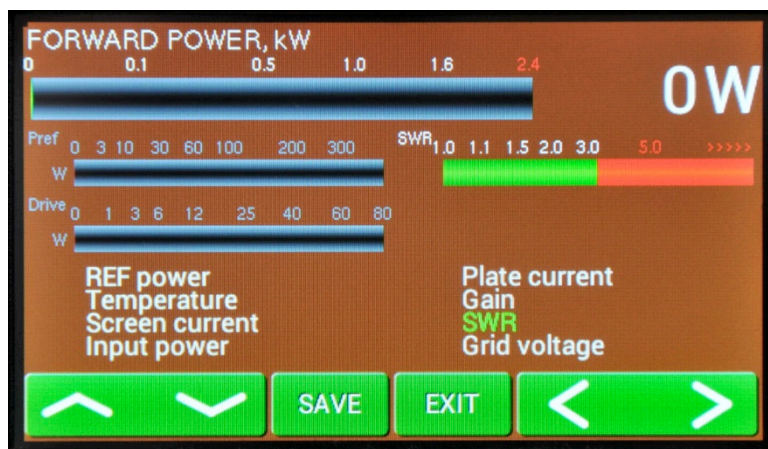 FORWARD POWER, kW
0 0.1 0.5 1.0 1.6 2.4
0W
Pref 0 3 10 30 60 100 200 300
W
SWR 1.0 1.1 1.5 2.0 3.0 5.0 >>>>>
Drive 0 1 3 6 12 25 40 60 80
W
REF power
Temperature
Screen current
Input power
Plate current
Gain
SWR
Grid voltage
SAVE
EXIT